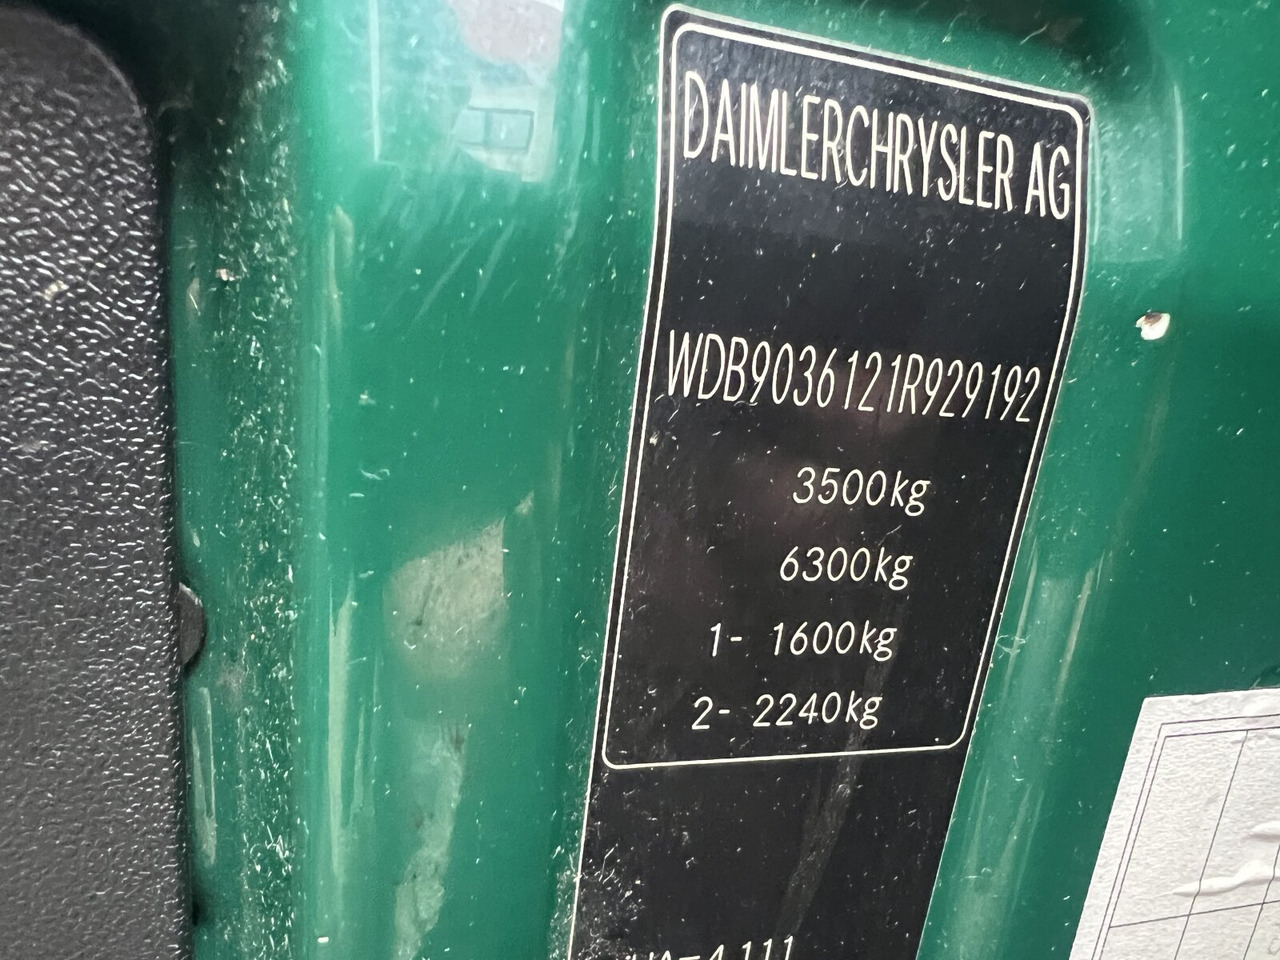 DAIMLERCHRYSLER AG
WDB9036121R929192
3500kg
6300kg
1- 1600kg
2- 2240kg